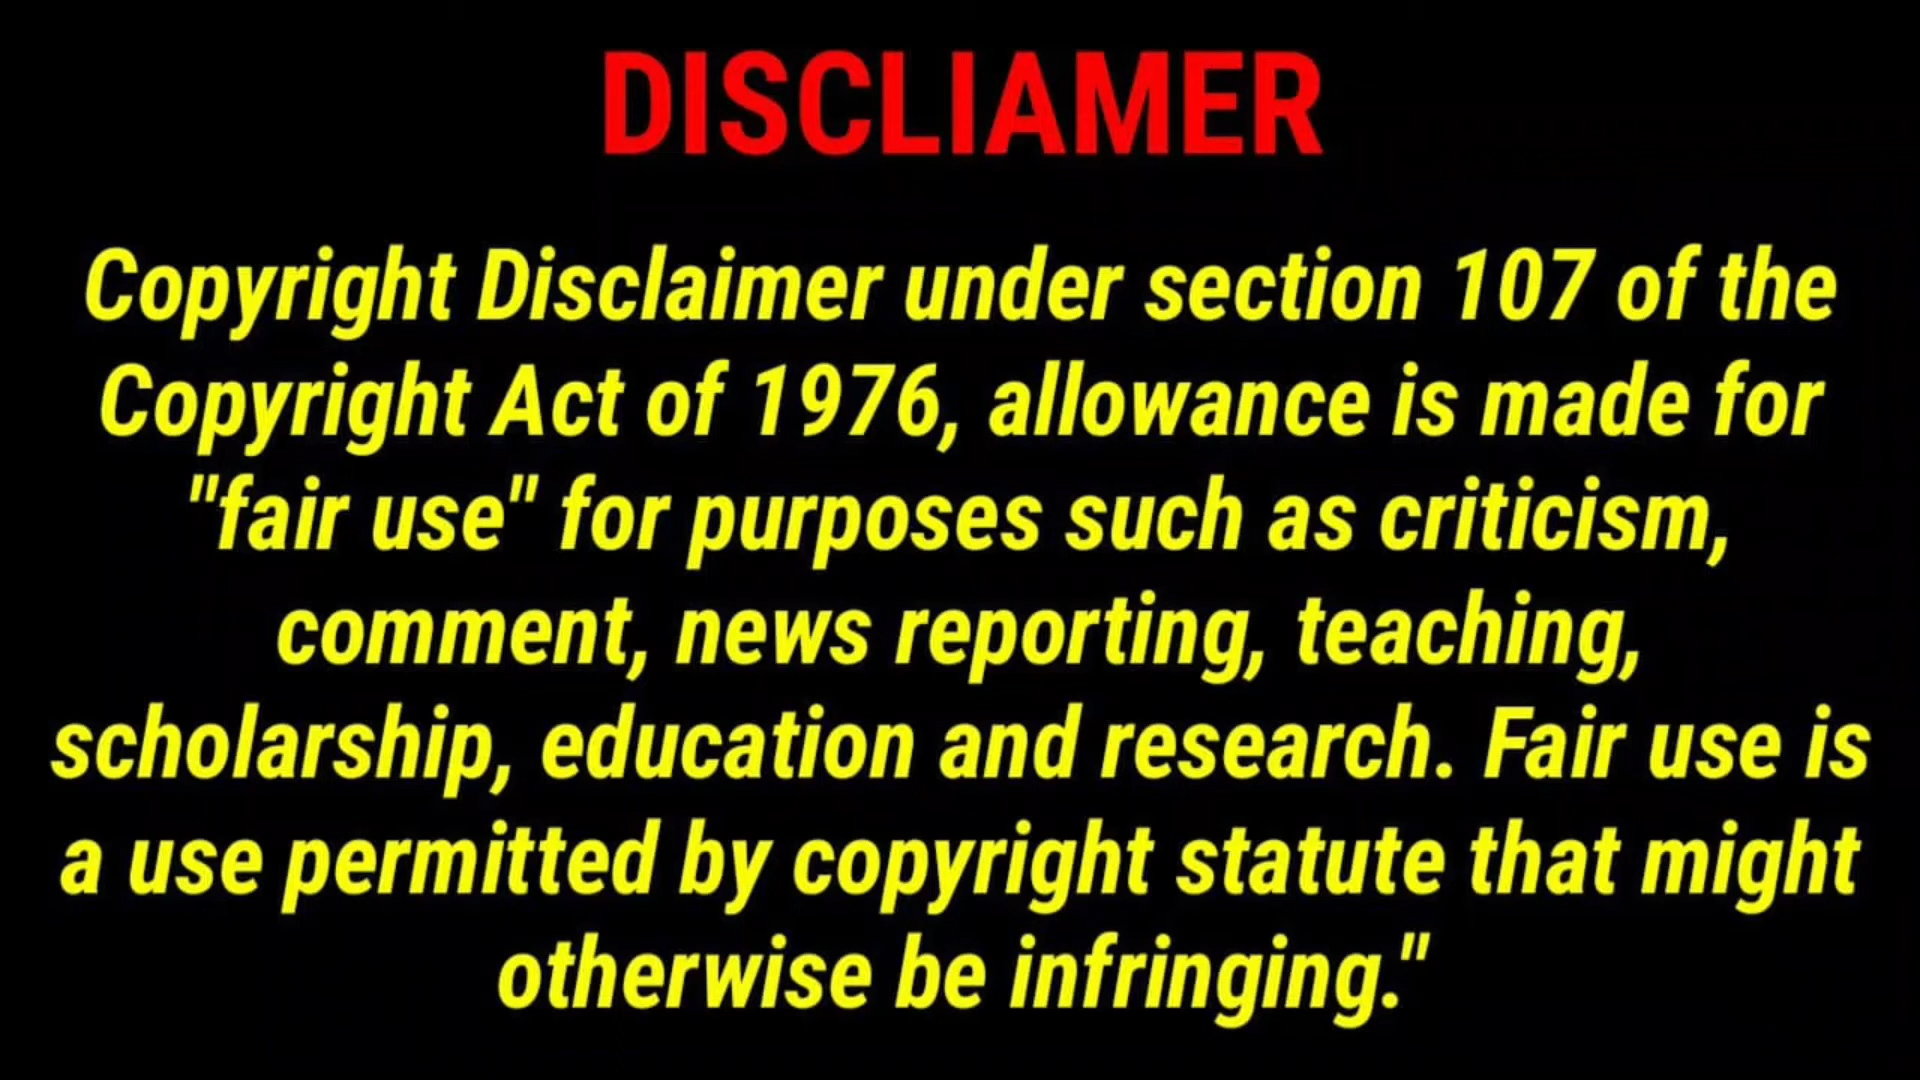 DISCLIAMER
Copyright Disclaimer under section 107 of the
Copyright Act of 1976, allowance is made for
"fair use" for purposes such as criticism,
comment, news reporting, teaching,
scholarship, education and research. Fair use is
a use permitted by copyright statute that might
otherwise be infringing."